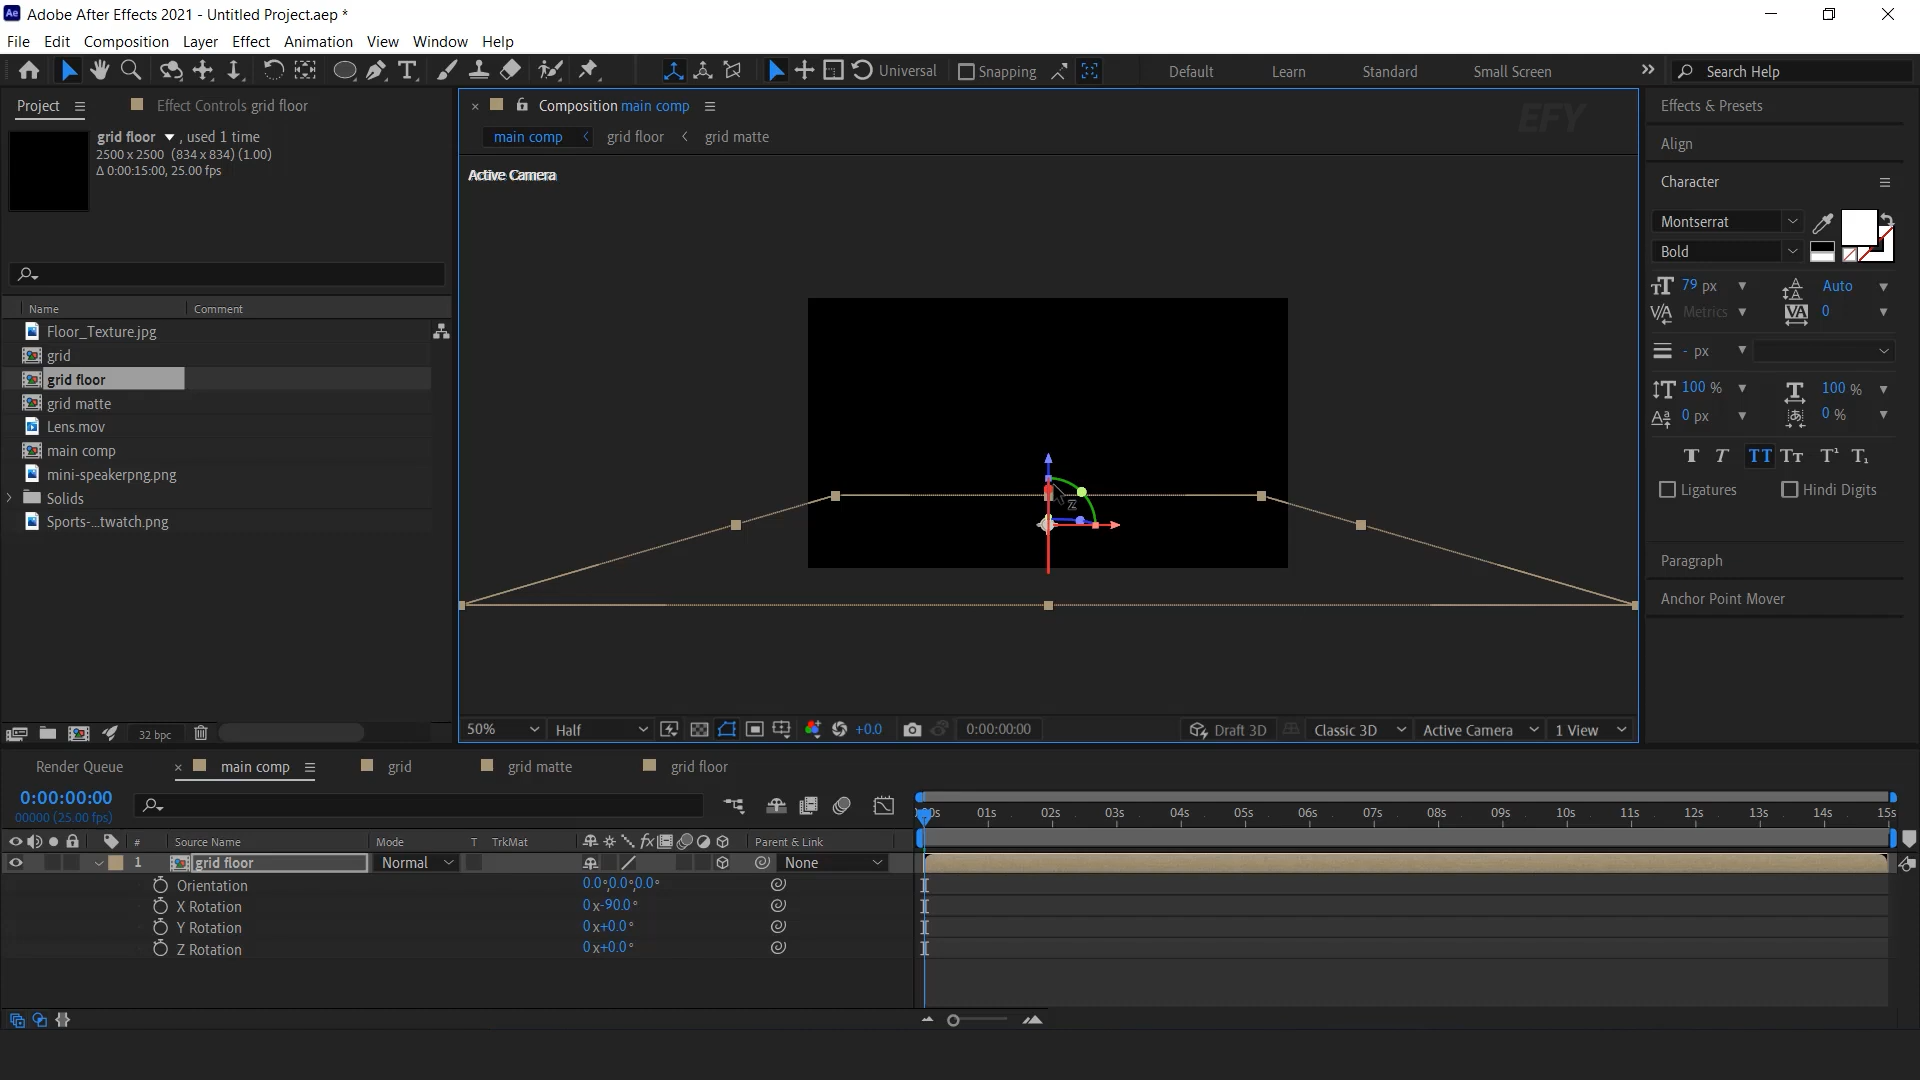 Adobe After Effects 2021 - Untitled Project.aep *
File Edit Composition Layer Effect Animation View Window Help
Universal Snapping Default Learn Standard Small Screen Search Help
Project Effect Controls grid floor
grid floor , used 1 time
2500 x 2500 (834 x 834) (1.00)
Δ 0:00:15:00, 25.00 fps
Name Comment
Floor_Texture.jpg
grid
grid floor
grid matte
Lens.mov
main comp
mini-speakerpng.png
Solids
Sports-...twatch.png
32 bpc
Composition main comp
main comp grid floor grid matte
EFY
Active Camera
Z
50% Half +0.0 0:00:00:00 Draft 3D Classic 3D Active Camera 1 View
Effects & Presets
Align
Character
Montserrat
Bold
79 px Auto
Metrics 0
- px
100 % 100 %
0 px 0 %
Ligatures Hindi Digits
Paragraph
Anchor Point Mover
Render Queue main comp grid grid matte grid floor
0:00:00:00
00000 (25.00 fps)
:00s 01s 02s 03s 04s 05s 06s 07s 08s 09s 10s 11s 12s 13s 14s 15s
# Source Name Mode T TrkMat fx Parent & Link
1 grid floor Normal None
Orientation 0.0°,0.0°,0.0°
X Rotation 0x-90.0°
Y Rotation 0x+0.0°
Z Rotation 0x+0.0°